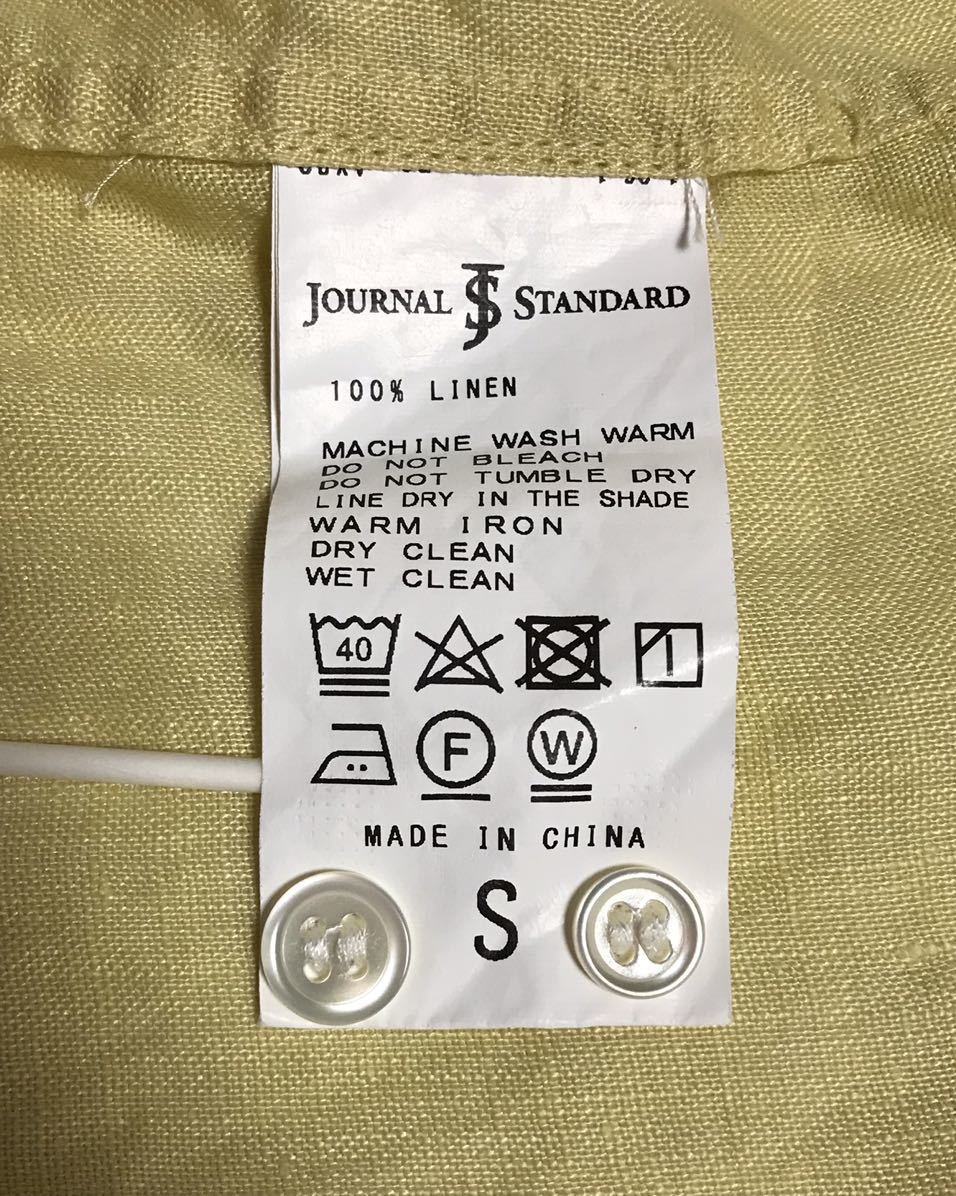 JOURNAL JS STANDARD
100% LINEN
MACHINE WASH WARM
DO NOT BLEACH
DO NOT TUMBLE DRY
LINE DRY IN THE SHADE
WARM IRON
DRY CLEAN
WET CLEAN
40
F W
MADE IN CHINA
S